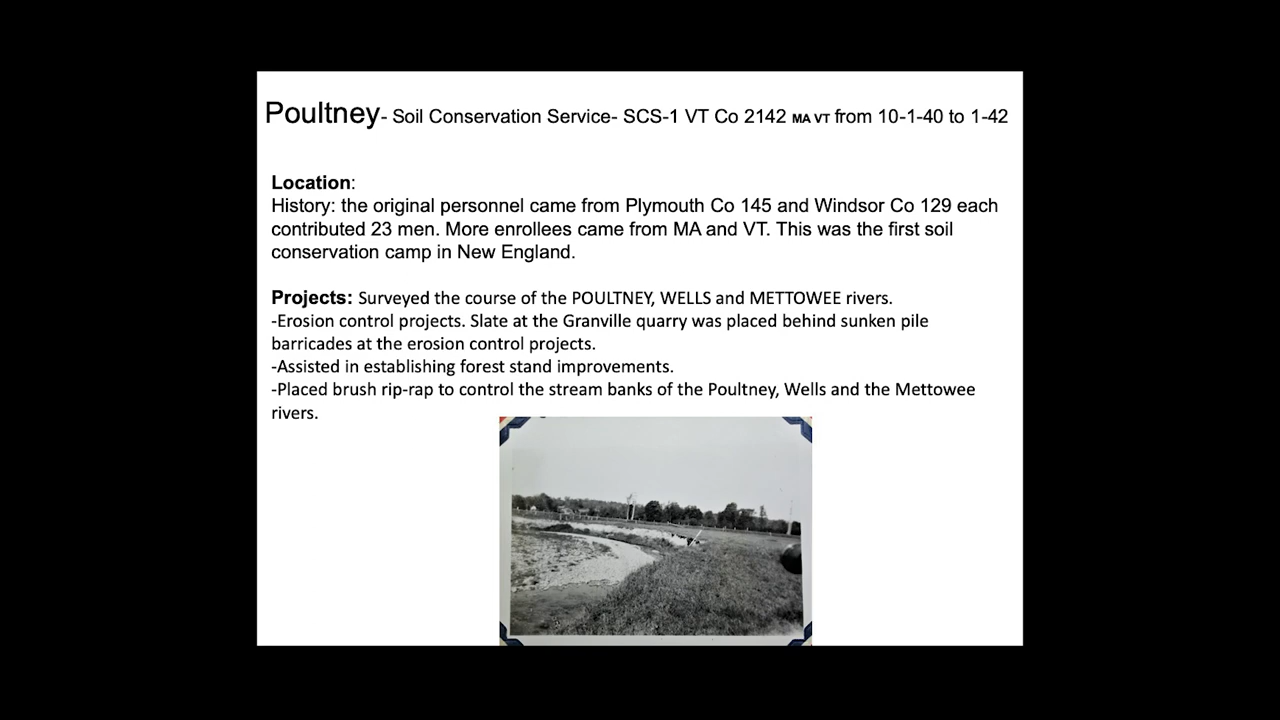 Poultney- Soil Conservation Service- SCS-1 VT Co 2142 MA VT from 10-1-40 to 1-42
Location:
History: the original personnel came from Plymouth Co 145 and Windsor Co 129 each
contributed 23 men. More enrollees came from MA and VT. This was the first soil
conservation camp in New England.
Projects: Surveyed the course of the POULTNEY, WELLS and METTOWEE rivers.
-Erosion control projects. Slate at the Granville quarry was placed behind sunken pile
barricades at the erosion control projects.
-Assisted in establishing forest stand improvements.
-Placed brush rip-rap to control the stream banks of the Poultney, Wells and the Mettowee
rivers.